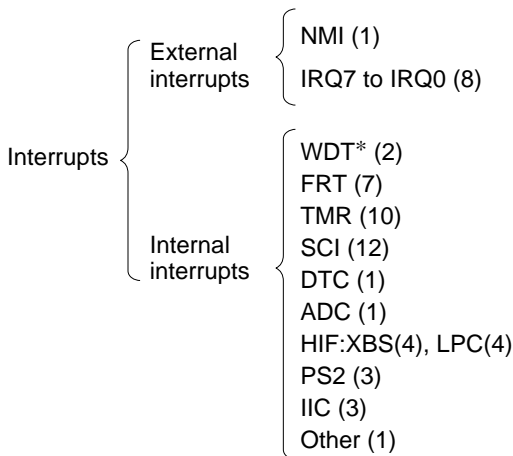 Interrupts
External
interrupts
NMI (1)
IRQ7 to IRQ0 (8)
Internal
interrupts
WDT* (2)
FRT (7)
TMR (10)
SCI (12)
DTC (1)
ADC (1)
HIF:XBS(4), LPC(4)
PS2 (3)
IIC (3)
Other (1)